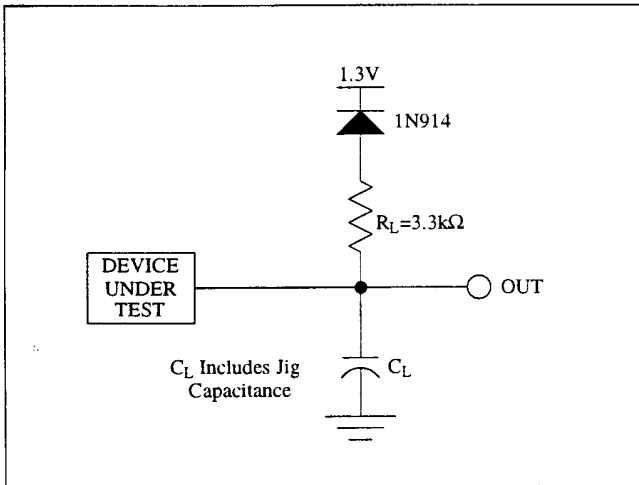 1.3V
1N914
R_L=3.3kΩ
DEVICE
UNDER
TEST
OUT
C_L Includes Jig
Capacitance
C_L